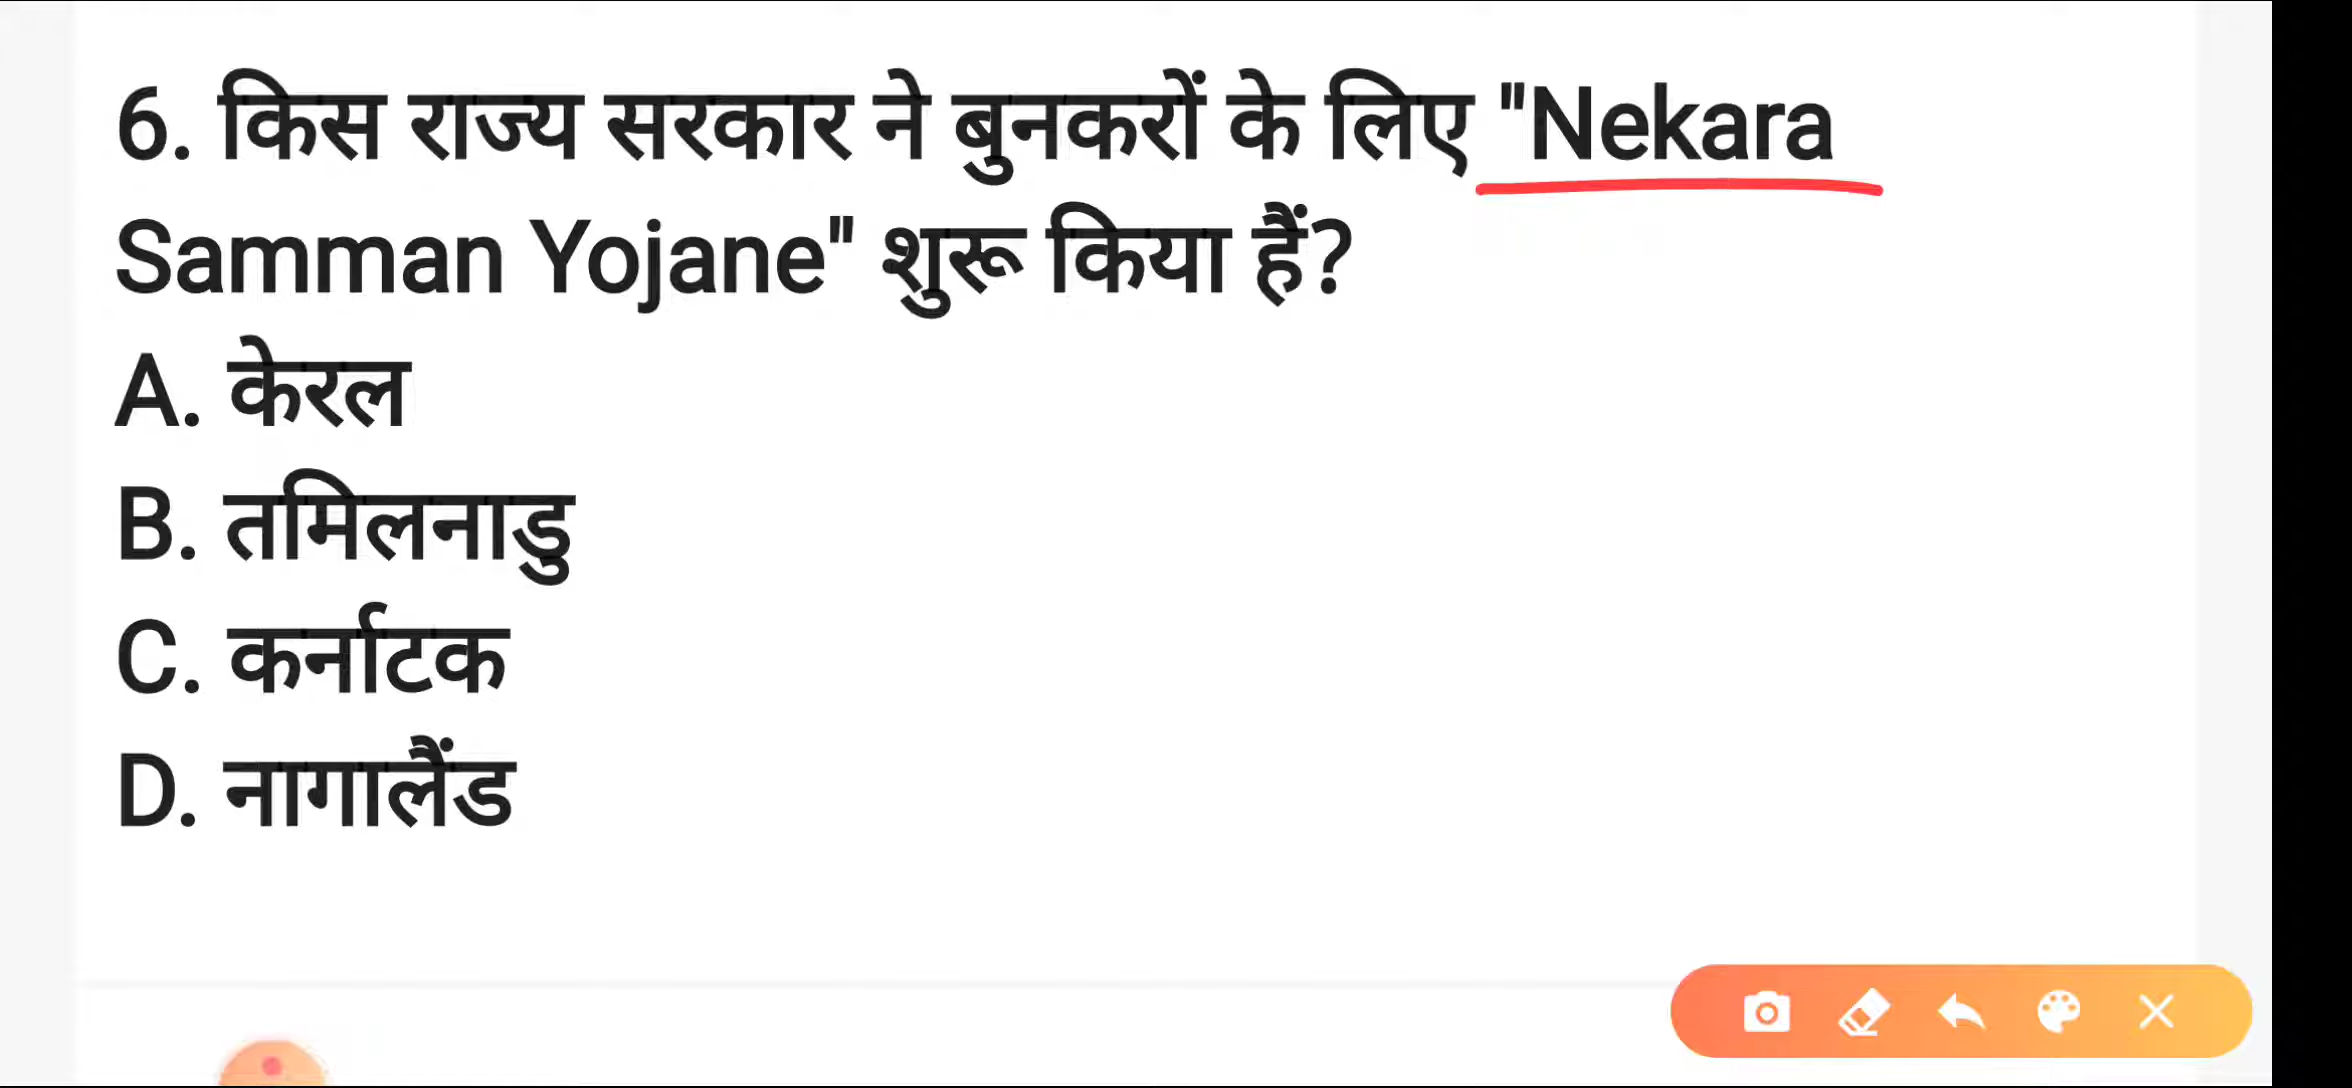 6. किस राज्य सरकार ने बुनकरों के लिए "Nekara
Samman Yojane" शुरू किया हैं?
A. केरल
B. तमिलनाडु
C. कर्नाटक
D. नागालैंड